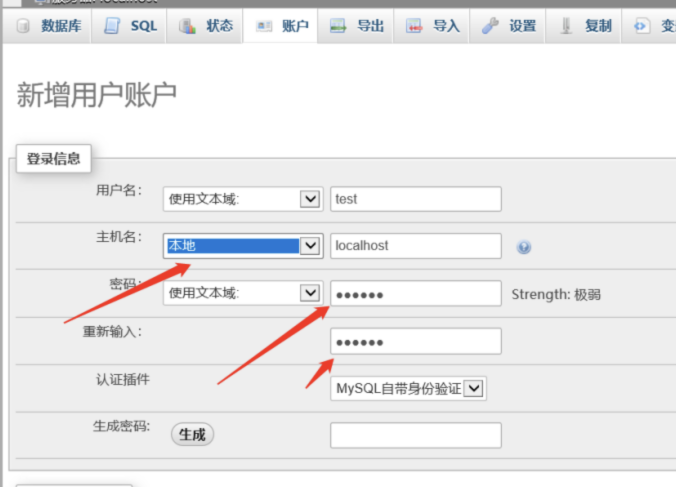 数据库 SQL 状态 账户 导出 导入 设置 复制
新增用户账户
登录信息
用户名: 使用文本域: test
主机名: 本地 localhost
密码: 使用文本域: ●●●●●● Strength: 极弱
重新输入: ●●●●●●
认证插件 MySQL自带身份验证
生成密码: 生成